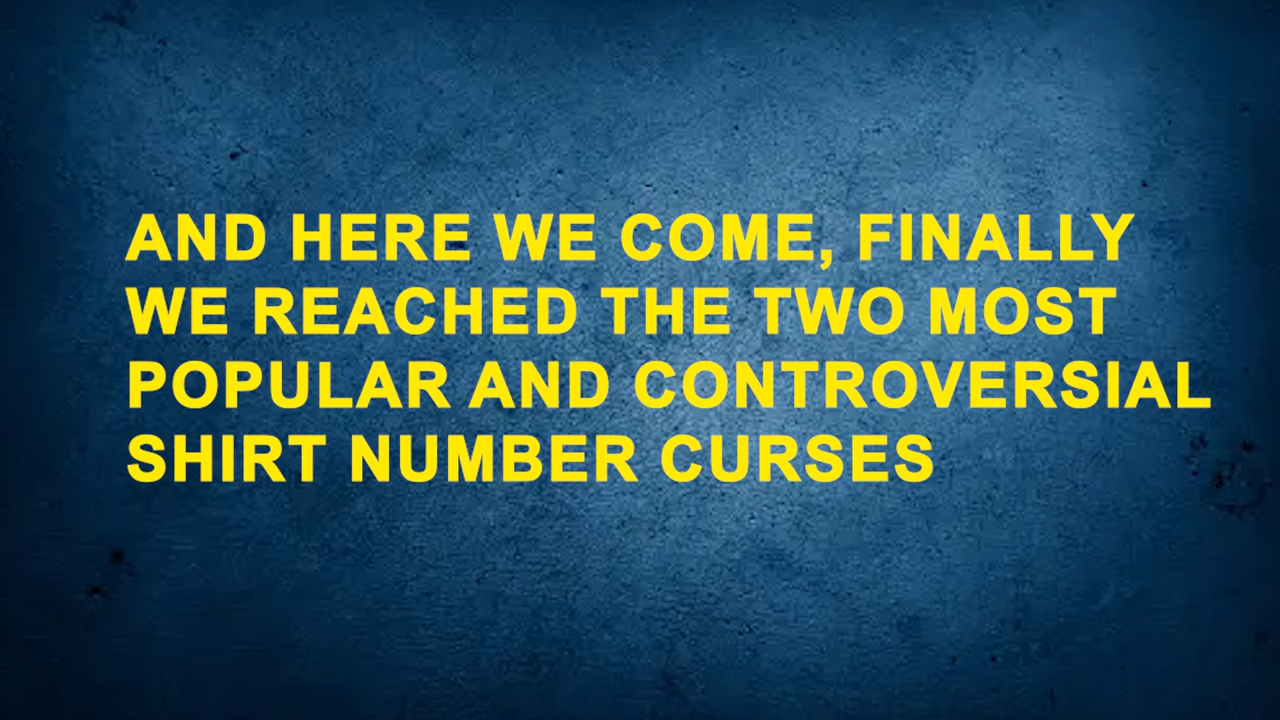 AND HERE WE COME, FINALLY
WE REACHED THE TWO MOST
POPULAR AND CONTROVERSIAL
SHIRT NUMBER CURSES